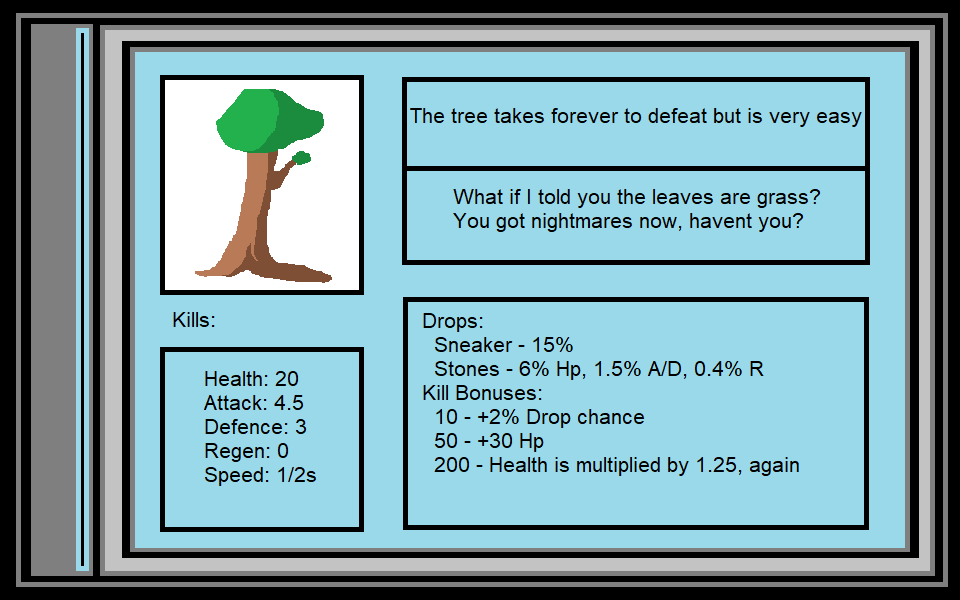 The tree takes forever to defeat but is very easy
What if I told you the leaves are grass?
You got nightmares now, havent you?
Kills:
Health: 20
Attack: 4.5
Defence: 3
Regen: 0
Speed: 1/2s
Drops:
Sneaker - 15%
Stones - 6% Hp, 1.5% A/D, 0.4% R
Kill Bonuses:
10 - +2% Drop chance
50 - +30 Hp
200 - Health is multiplied by 1.25, again